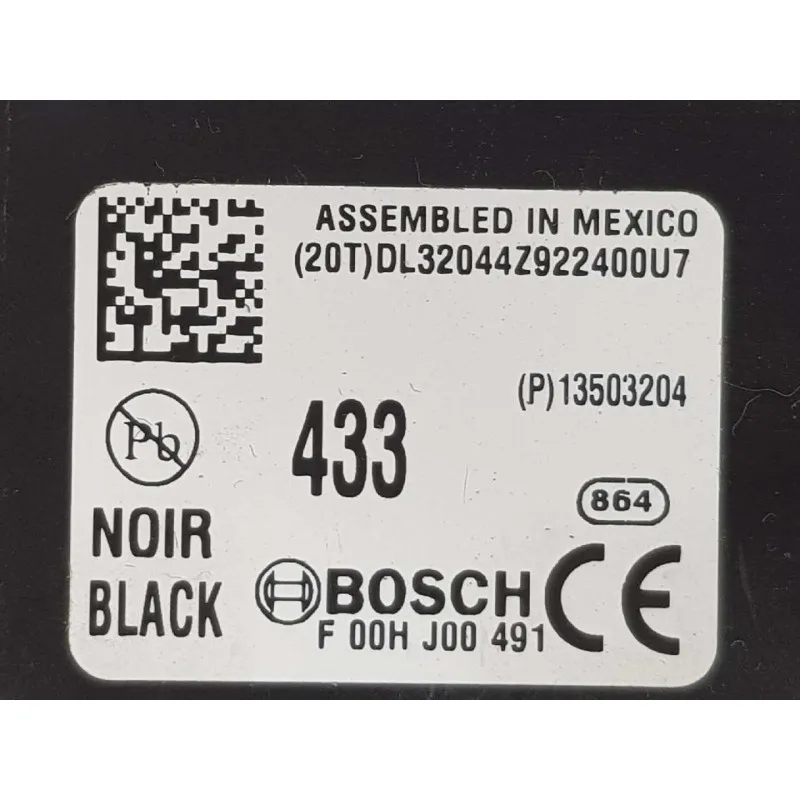 ASSEMBLED IN MEXICO
(20T)DL32044Z922400U7
(P)13503204
Pb
433
864
NOIR
BLACK
BOSCH
F 00H J00 491
CE